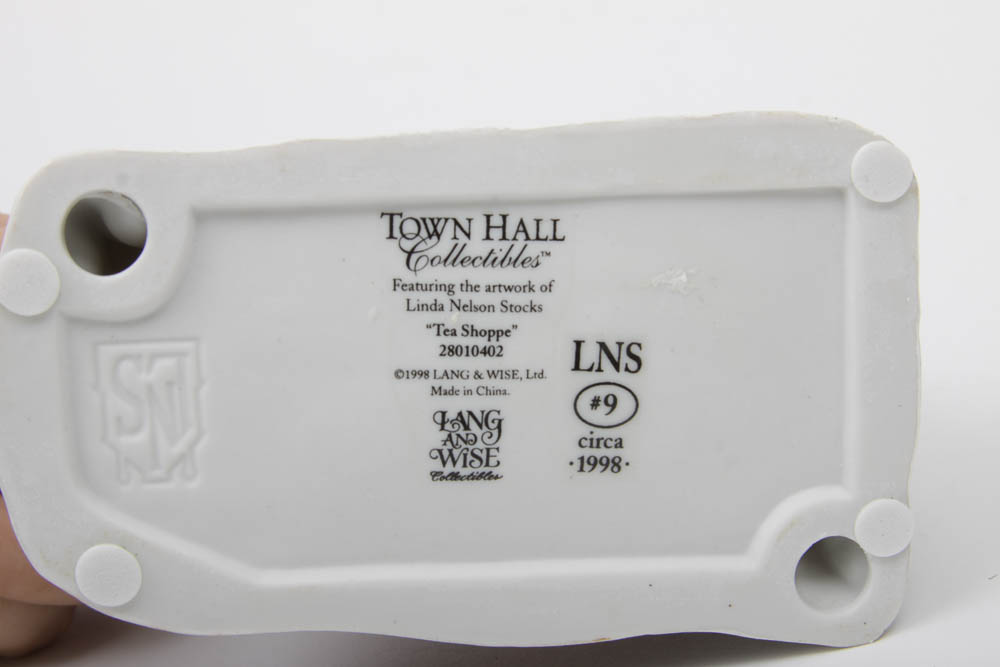 TOWN HALL
Collectibles™
Featuring the artwork of
Linda Nelson Stocks
"Tea Shoppe"
28010402
©1998 LANG & WISE, Ltd.
Made in China.
LANG
AND
WISE
Collectibles
LNS
#9
circa
·1998·
SNL